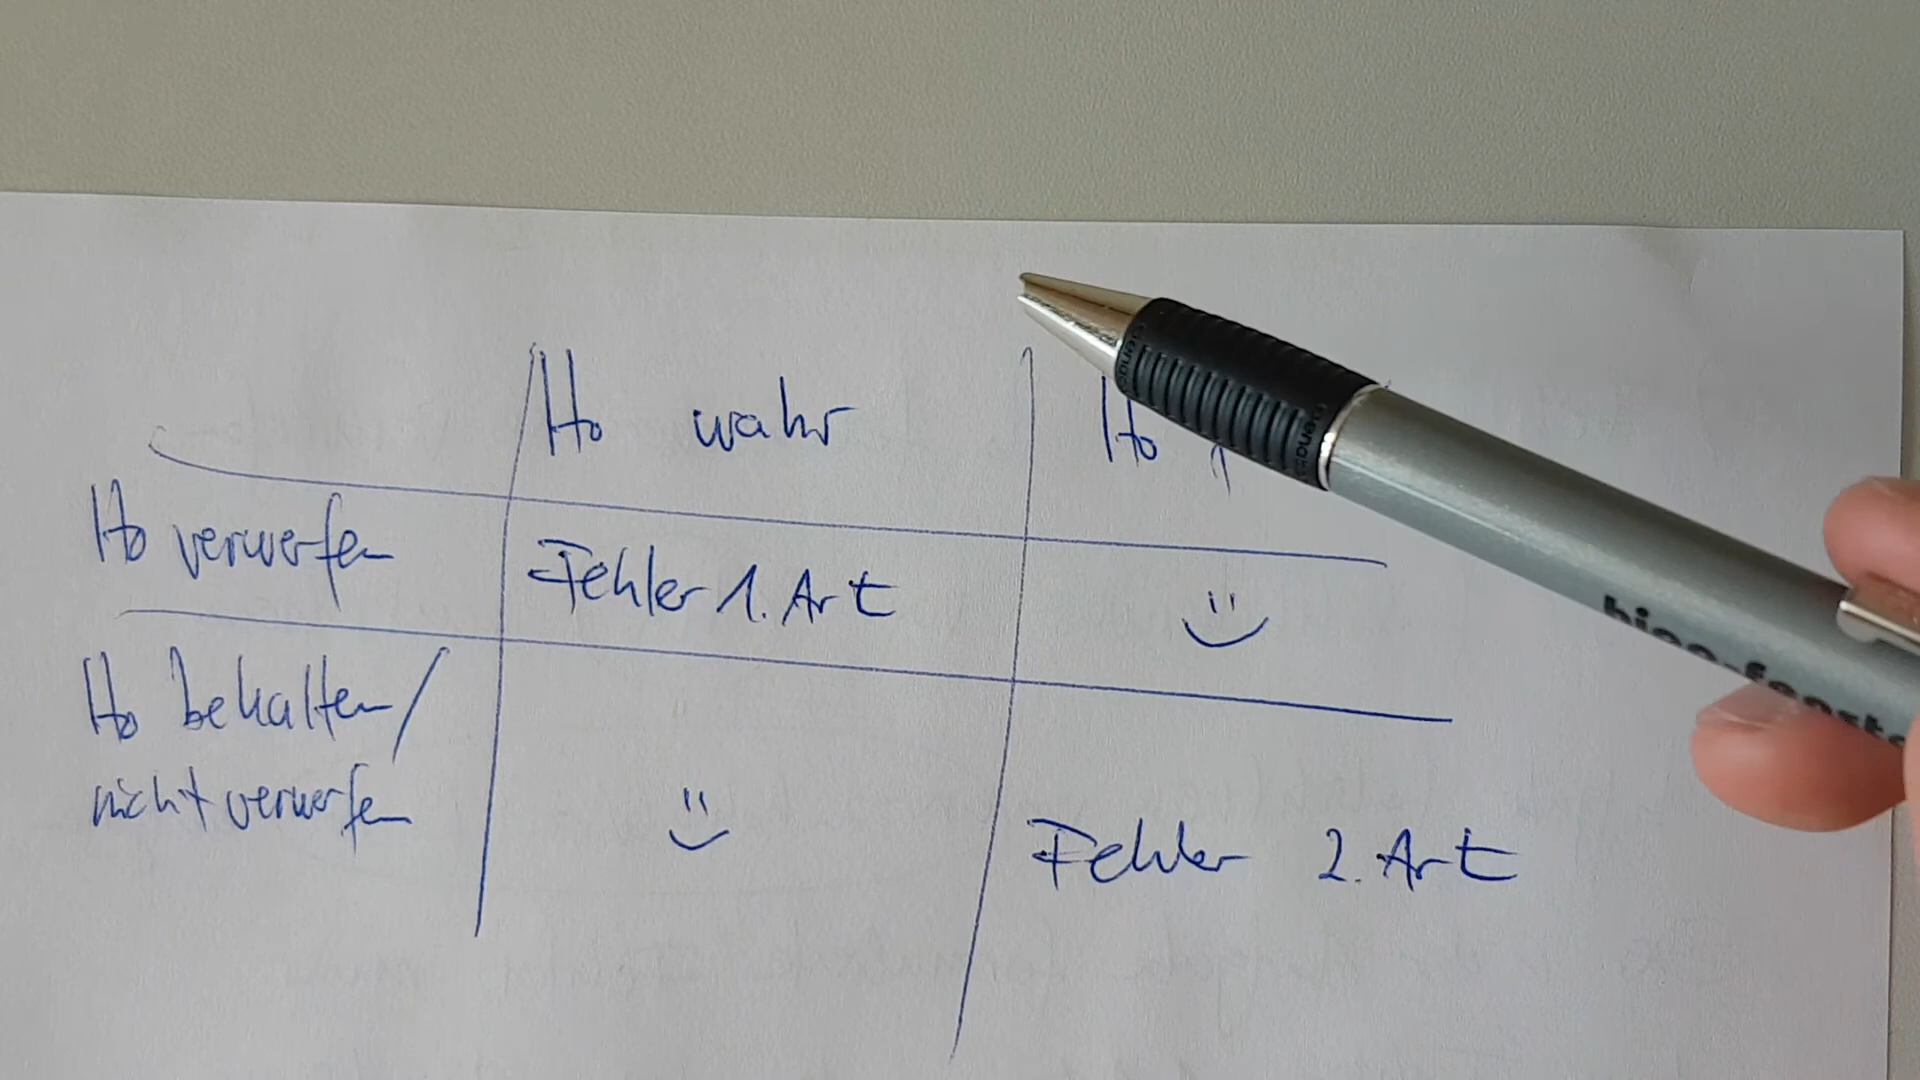 H0 wahr
H0
H0 verwerfen
Fehler 1. Art
H0 behalten/
nicht verwerfen
Fehler 2. Art